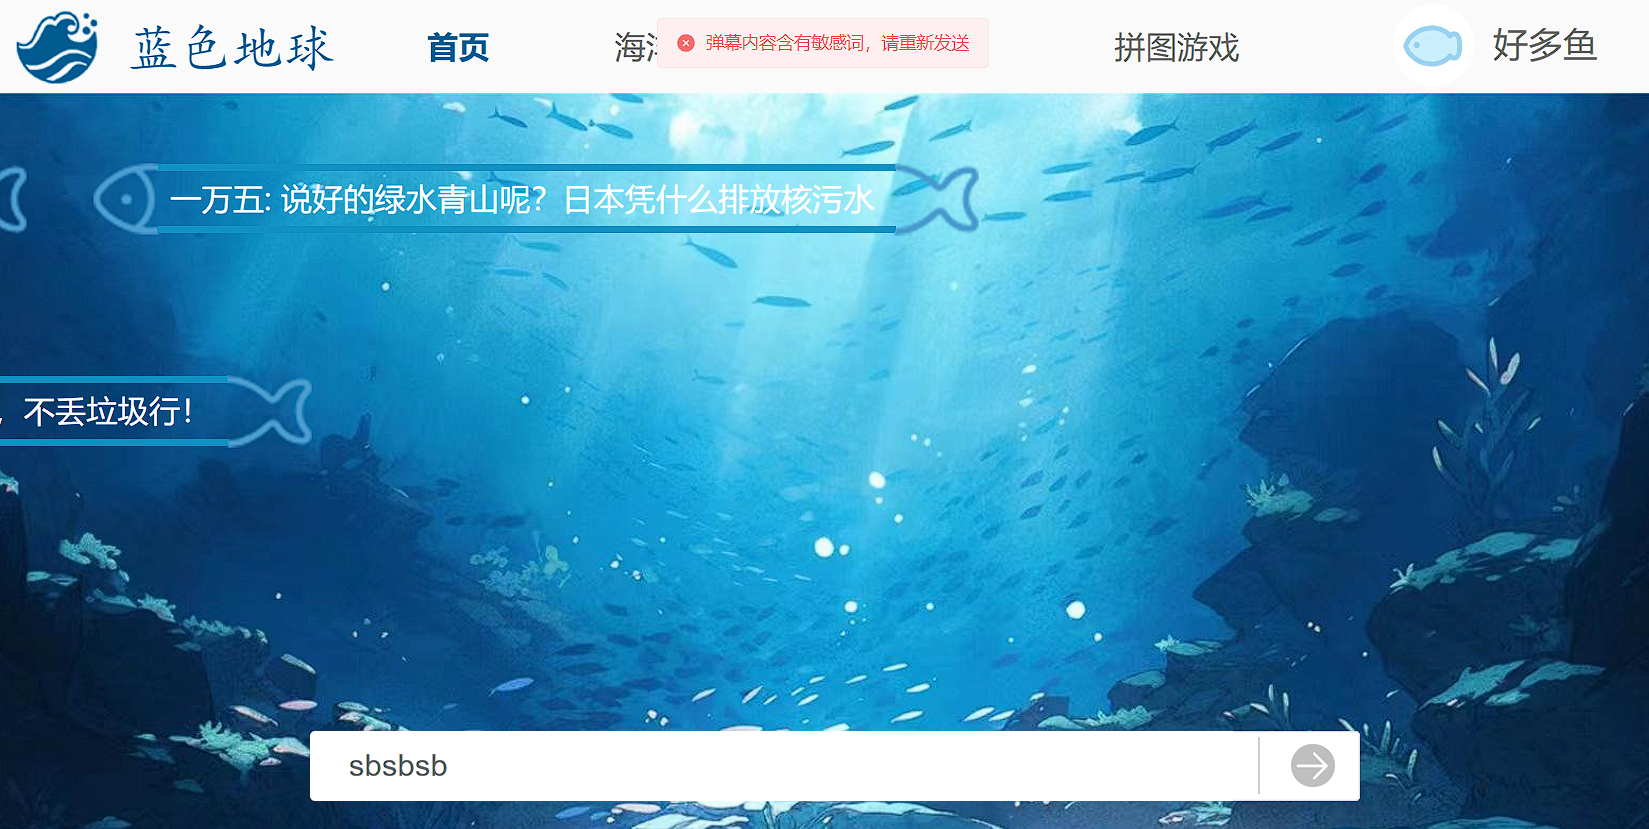 蓝色地球
首页
海
弹幕内容含有敏感词，请重新发送
拼图游戏
好多鱼
一万五: 说好的绿水青山呢？日本凭什么排放核污水
，不丢垃圾行！
sbsbsb